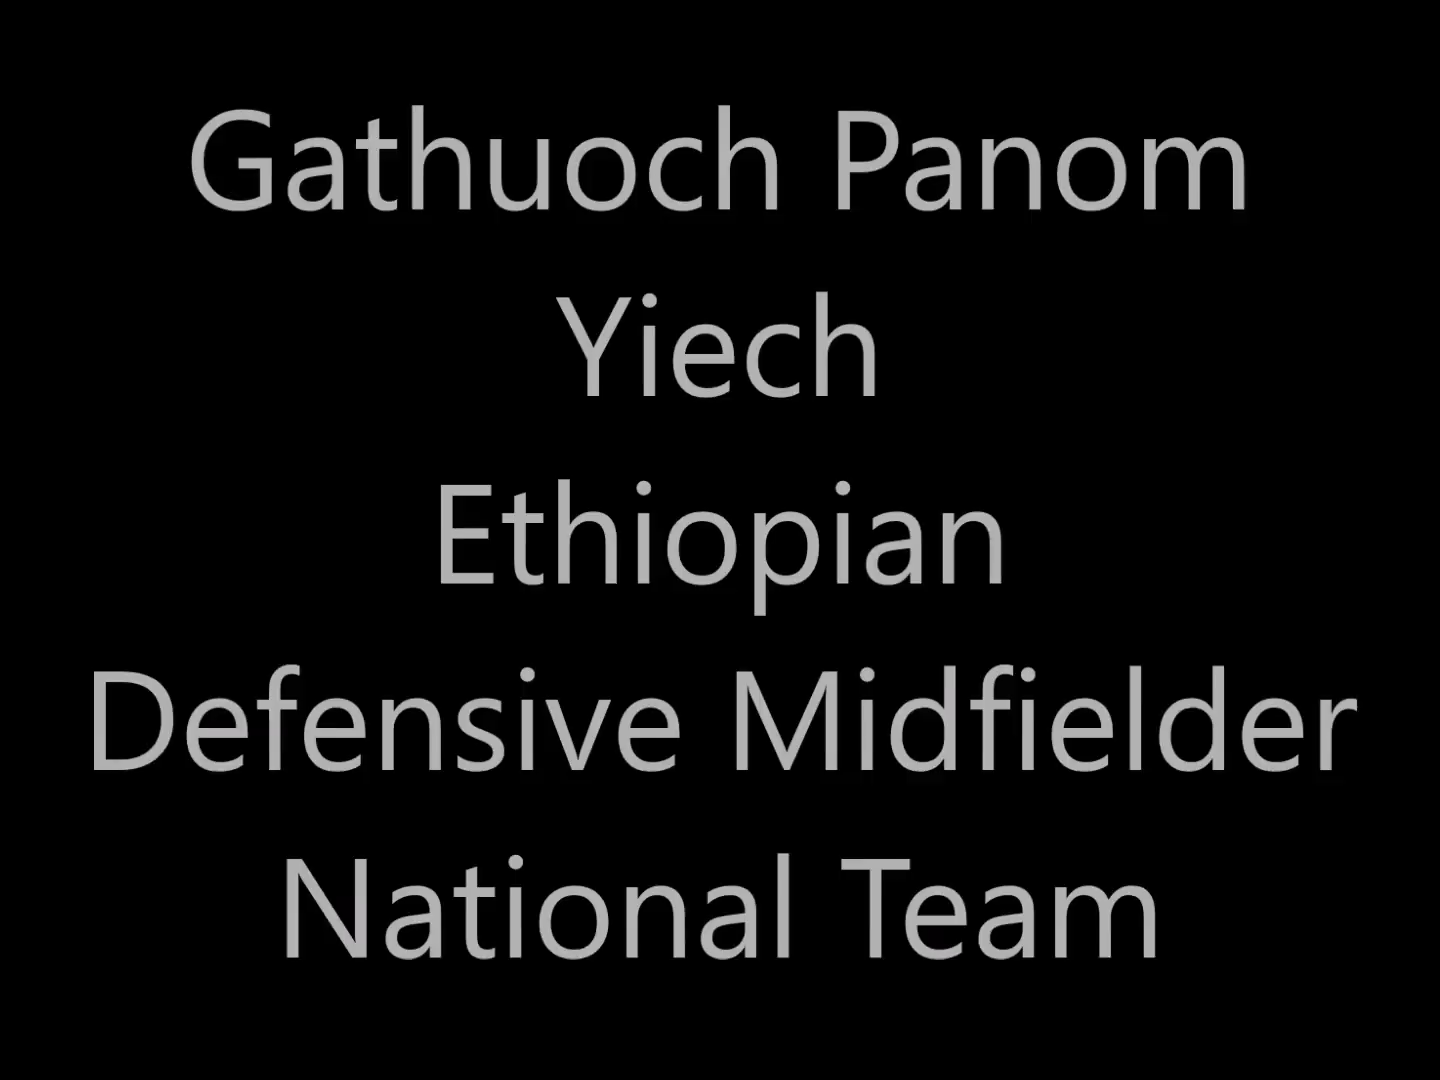 Gathuoch Panom
Yiech
Ethiopian
Defensive Midfielder
National Team